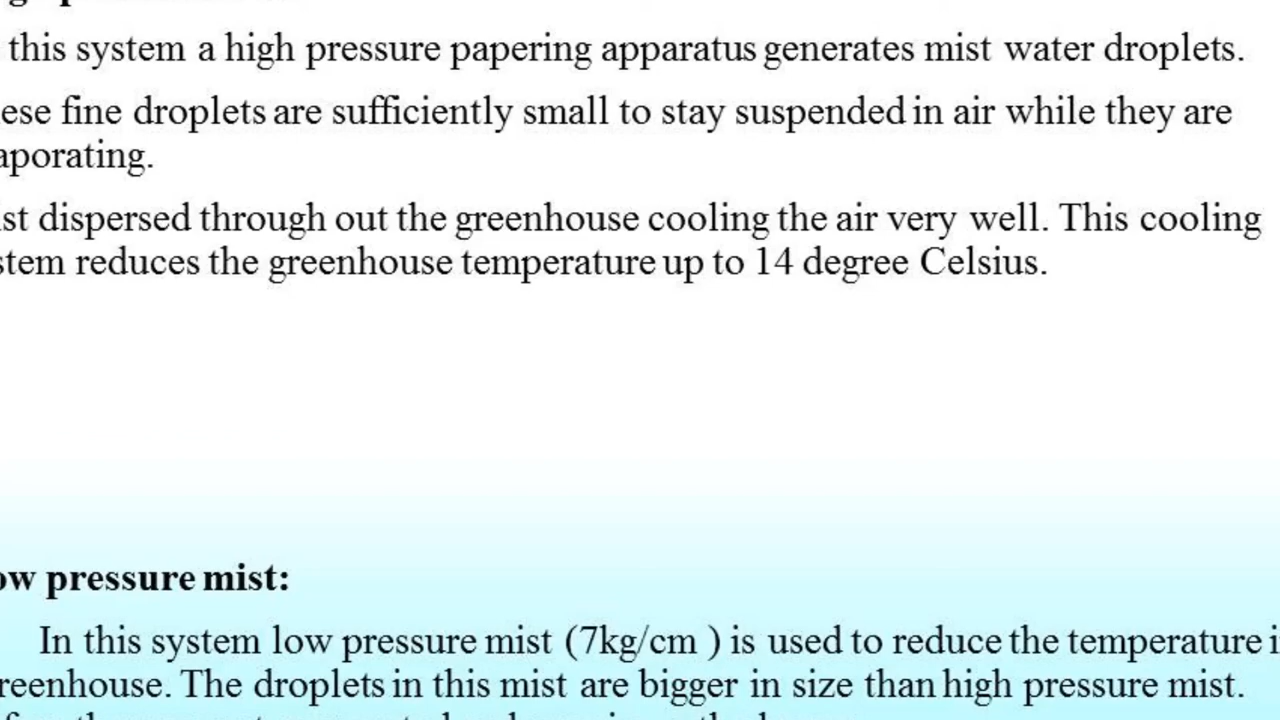 this system a high pressure papering apparatus generates mist water droplets.
ese fine droplets are sufficiently small to stay suspended in air while they are
aporating.
st dispersed through out the greenhouse cooling the air very well. This cooling
stem reduces the greenhouse temperature up to 14 degree Celsius.
ow pressure mist:
In this system low pressure mist (7kg/cm ) is used to reduce the temperature i
reenhouse. The droplets in this mist are bigger in size than high pressure mist.